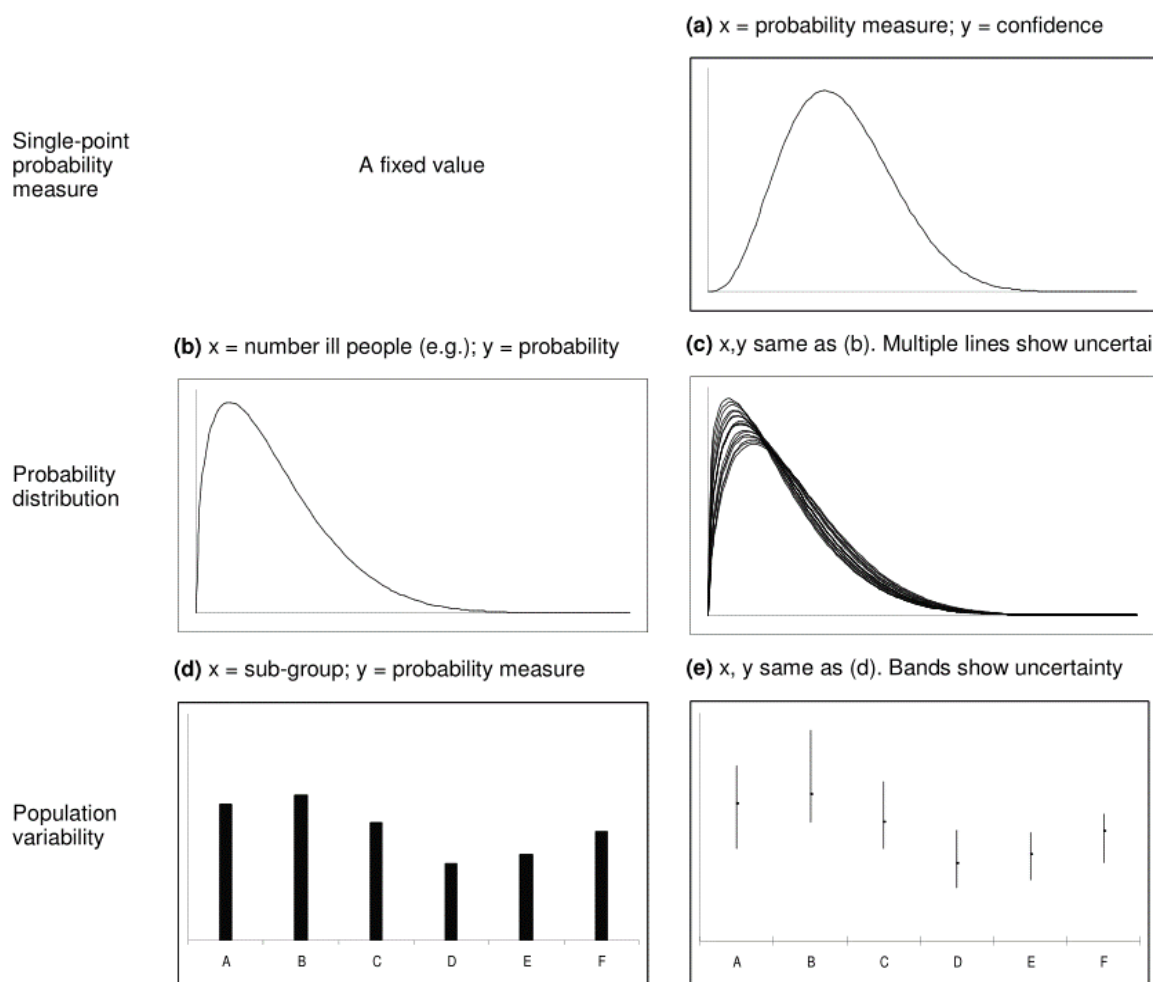 (a) x = probability measure; y = confidence
Single-point
probability
measure
A fixed value
(b) x = number ill people (e.g.); y = probability
(c) x,y same as (b). Multiple lines show uncertai
Probability
distribution
(d) x = sub-group; y = probability measure
(e) x, y same as (d). Bands show uncertainty
Population
variability
A B C D E F
A B C D E F